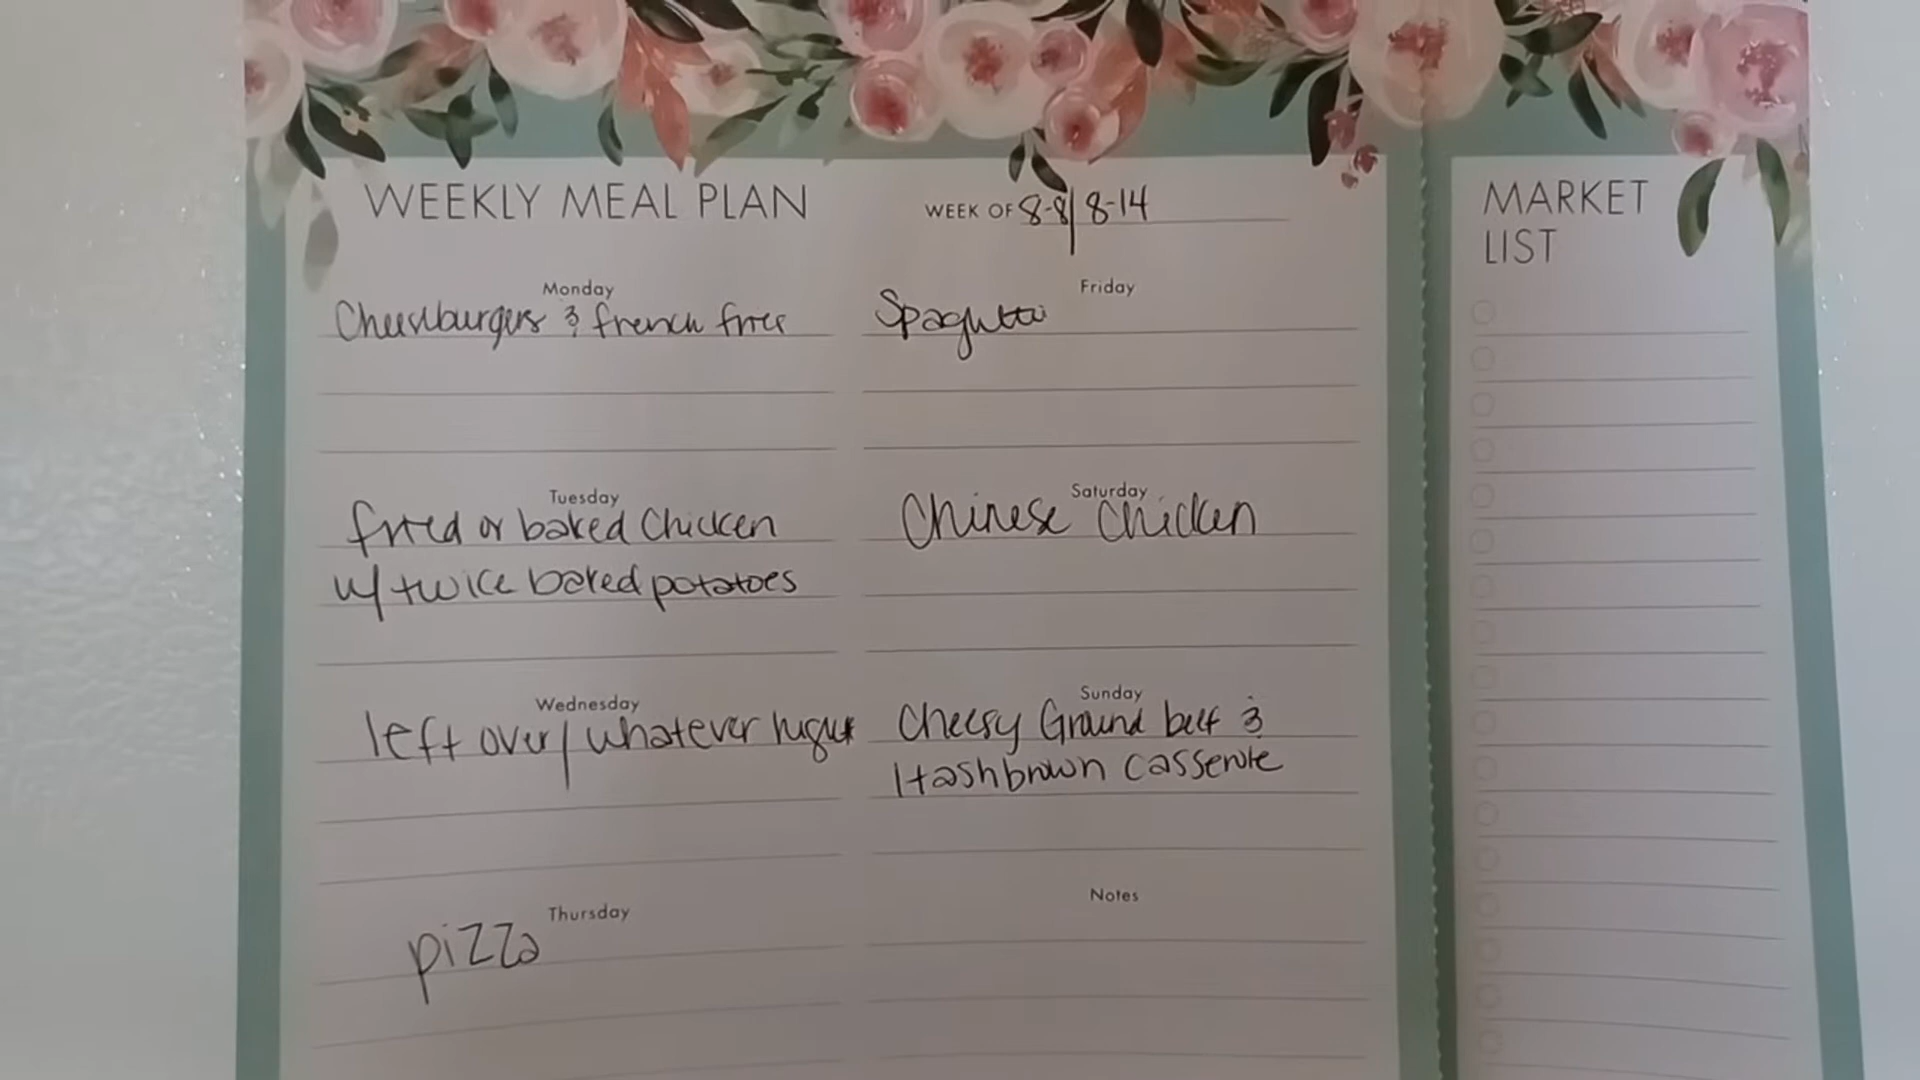 WEEKLY MEAL PLAN
WEEK OF 8-8/8-14
Monday
Cheeseburgers & french fries
Tuesday
fried or baked Chicken
w/ twice baked potatoes
Wednesday
left over/whatever night
Thursday
pizza
Friday
Spaghetti
Saturday
Chinese Chicken
Sunday
Cheesy Ground beef &
Hashbrown casserole
Notes
MARKET
LIST